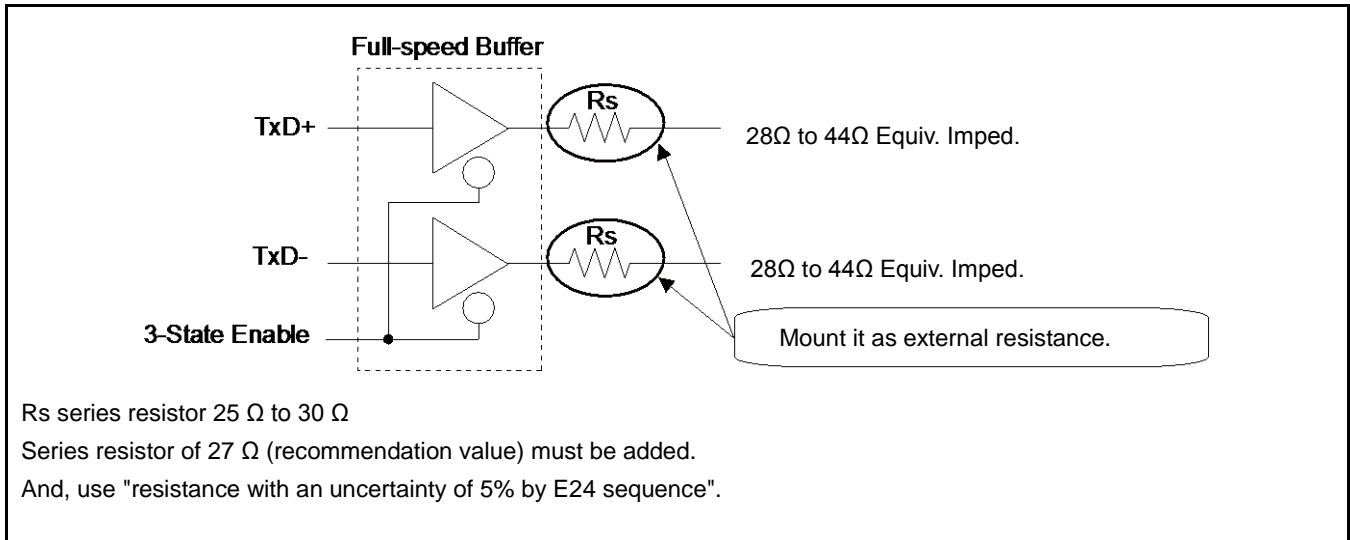 Full-speed Buffer
Rs
TxD+
28Ω to 44Ω Equiv. Imped.
Rs
TxD-
28Ω to 44Ω Equiv. Imped.
3-State Enable
Mount it as external resistance.
Rs series resistor 25 Ω to 30 Ω
Series resistor of 27 Ω (recommendation value) must be added.
And, use "resistance with an uncertainty of 5% by E24 sequence".